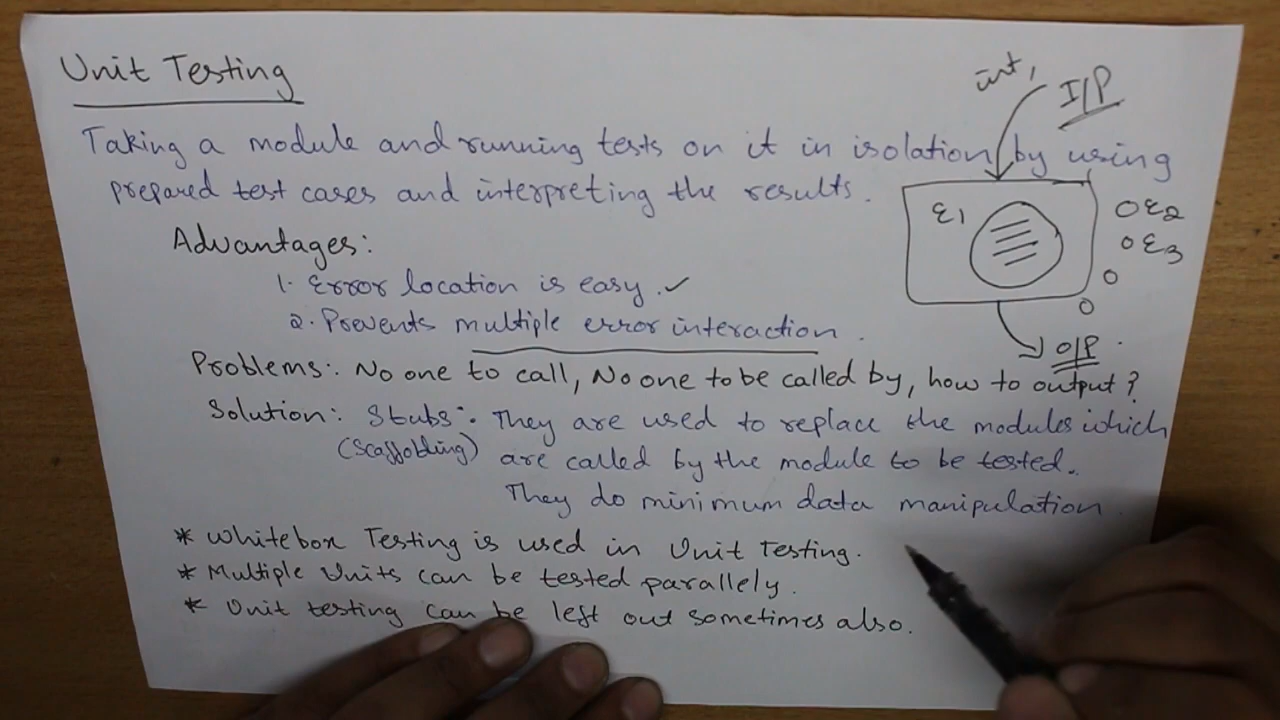 Unit Testing
int, I/P
Taking a module and running tests on it in isolation by using
prepared test cases and interpreting the results.
ε1
O ε2
O ε3
Advantages:
1. Error location is easy. ✓
2. Prevents multiple error interaction.
O/P
Problems:. No one to call, No one to be called by, how to output?
Solution:. Stubs:. They are used to replace the modules which
(Scaffolding) are called by the module to be tested.
They do minimum data manipulation.
* Whitebox Testing is used in Unit Testing.
* Multiple Units can be tested parallely.
* Unit testing can be left out sometimes also.